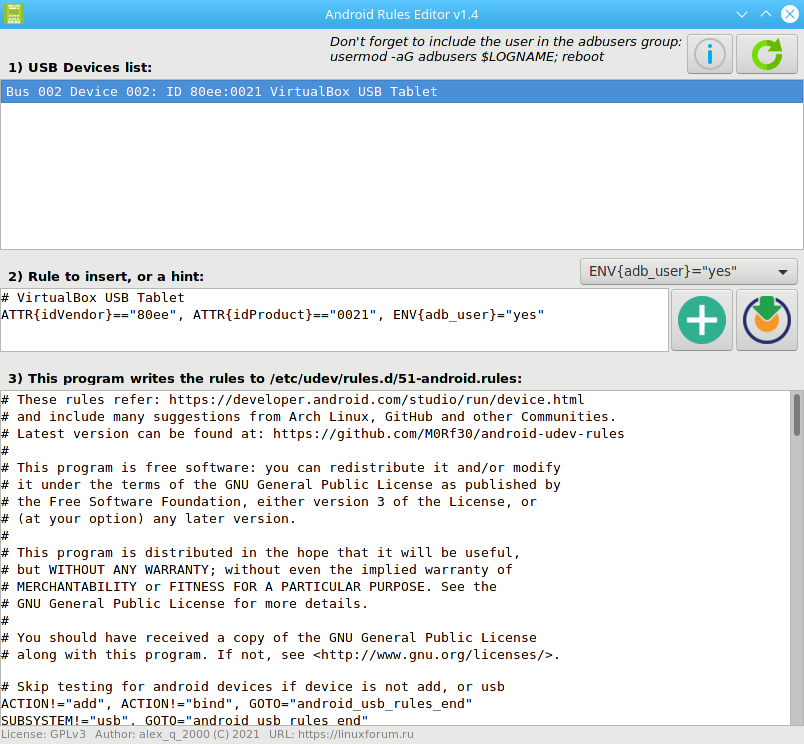 Android Rules Editor v1.4
Don't forget to include the user in the adbusers group:
usermod -aG adbusers $LOGNAME; reboot
1) USB Devices list:
Bus 002 Device 002: ID 80ee:0021 VirtualBox USB Tablet
2) Rule to insert, or a hint:
ENV{adb_user}="yes"
# VirtualBox USB Tablet
ATTR{idVendor}=="80ee", ATTR{idProduct}=="0021", ENV{adb_user}="yes"
3) This program writes the rules to /etc/udev/rules.d/51-android.rules:
# These rules refer: https://developer.android.com/studio/run/device.html
# and include many suggestions from Arch Linux, GitHub and other Communities.
# Latest version can be found at: https://github.com/M0Rf30/android-udev-rules
#
# This program is free software: you can redistribute it and/or modify
# it under the terms of the GNU General Public License as published by
# the Free Software Foundation, either version 3 of the License, or
# (at your option) any later version.
#
# This program is distributed in the hope that it will be useful,
# but WITHOUT ANY WARRANTY; without even the implied warranty of
# MERCHANTABILITY or FITNESS FOR A PARTICULAR PURPOSE. See the
# GNU General Public License for more details.
#
# You should have received a copy of the GNU General Public License
# along with this program. If not, see <http://www.gnu.org/licenses/>.
# Skip testing for android devices if device is not add, or usb
ACTION!="add", ACTION!="bind", GOTO="android_usb_rules_end"
SUBSYSTEM!="usb", GOTO="android_usb_rules_end"
License: GPLv3 Author: alex_q_2000 (C) 2021 URL: https://linuxforum.ru